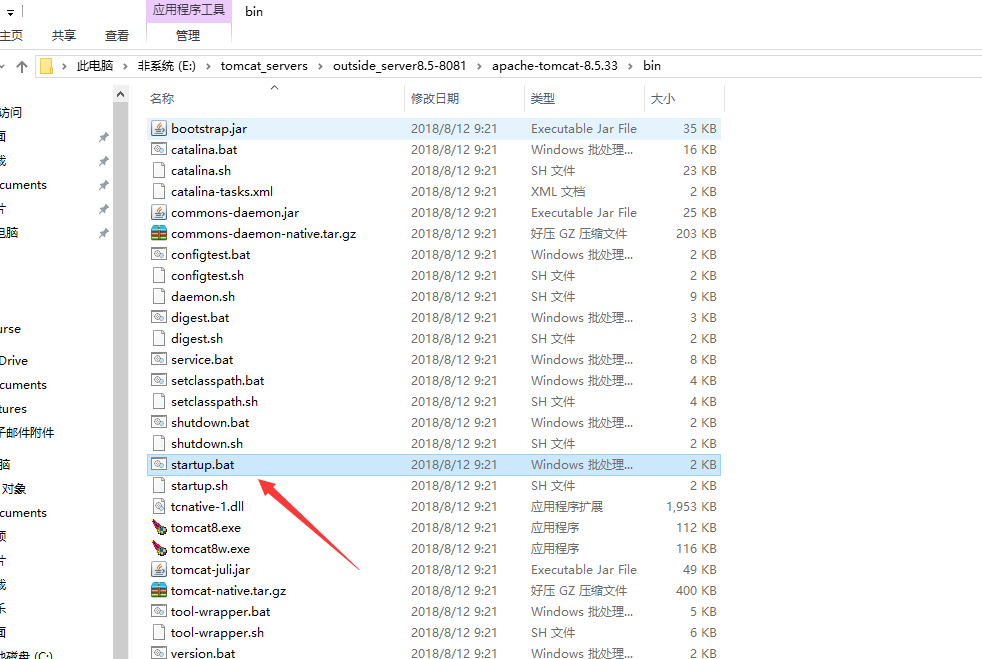 应用程序工具 bin
主页 共享 查看 管理
此电脑 非系统 (E:) tomcat_servers outside_server8.5-8081 apache-tomcat-8.5.33 bin
名称 修改日期 类型 大小
访问
bootstrap.jar 2018/8/12 9:21 Executable Jar File 35 KB
面 catalina.bat 2018/8/12 9:21 Windows 批处理... 16 KB
catalina.sh 2018/8/12 9:21 SH 文件 23 KB
cuments catalina-tasks.xml 2018/8/12 9:21 XML 文档 2 KB
片 commons-daemon.jar 2018/8/12 9:21 Executable Jar File 25 KB
电脑 commons-daemon-native.tar.gz 2018/8/12 9:21 好压 GZ 压缩文件 203 KB
configtest.bat 2018/8/12 9:21 Windows 批处理... 2 KB
configtest.sh 2018/8/12 9:21 SH 文件 2 KB
daemon.sh 2018/8/12 9:21 SH 文件 9 KB
digest.bat 2018/8/12 9:21 Windows 批处理... 3 KB
urse digest.sh 2018/8/12 9:21 SH 文件 2 KB
Drive service.bat 2018/8/12 9:21 Windows 批处理... 8 KB
cuments setclasspath.bat 2018/8/12 9:21 Windows 批处理... 4 KB
tures setclasspath.sh 2018/8/12 9:21 SH 文件 4 KB
子邮件附件 shutdown.bat 2018/8/12 9:21 Windows 批处理... 2 KB
shutdown.sh 2018/8/12 9:21 SH 文件 2 KB
脑 startup.bat 2018/8/12 9:21 Windows 批处理... 2 KB
对象 startup.sh 2018/8/12 9:21 SH 文件 2 KB
cuments tcnative-1.dll 2018/8/12 9:21 应用程序扩展 1,953 KB
tomcat8.exe 2018/8/12 9:21 应用程序 112 KB
片 tomcat8w.exe 2018/8/12 9:21 应用程序 116 KB
tomcat-juli.jar 2018/8/12 9:21 Executable Jar File 49 KB
tomcat-native.tar.gz 2018/8/12 9:21 好压 GZ 压缩文件 400 KB
乐 tool-wrapper.bat 2018/8/12 9:21 Windows 批处理... 5 KB
面 tool-wrapper.sh 2018/8/12 9:21 SH 文件 6 KB
地磁盘 (C:) version.bat 2018/8/12 9:21 Windows 批处理... 2 KB